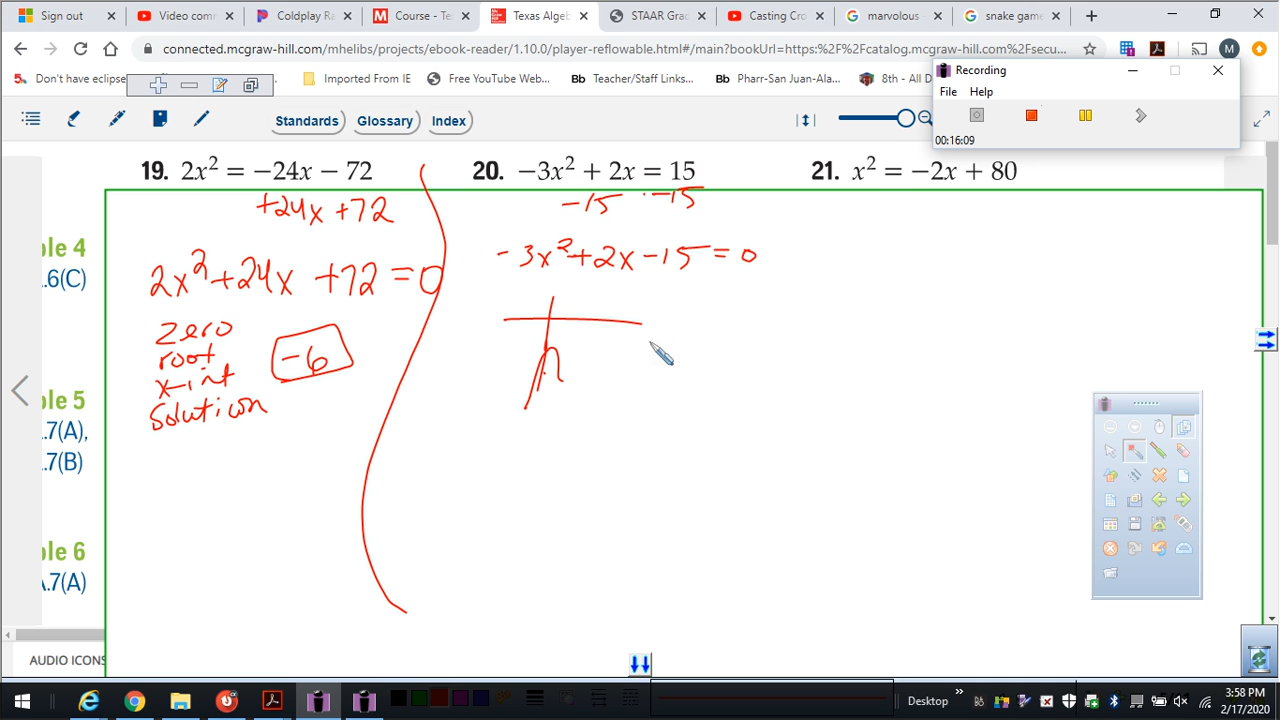 Sign out
Video com
Coldplay Ra
Course - Te
Texas Algeb
STAAR Grad
Casting Cro
marvolous -
snake game
connected.mcgraw-hill.com/mhelibs/projects/ebook-reader/1.10.0/player-reflowable.html#/main?bookUrl=https:%2F%2Fcatalog.mcgraw-hill.com%2Fsecu...
M
Don't have eclipse
Imported From IE
Free YouTube Web...
Bb Teacher/Staff Links...
Bb Pharr-San Juan-Ala...
8th - All D
Recording
File Help
00:16:09
Standards
Glossary
Index
19. 2x² = −24x − 72
20. −3x² + 2x = 15
21. x² = −2x + 80
+24x +72
-15 -15
2x²+24x +72=0
-3x²+2x-15=0
zero
root
x-int
Solution
-6
ple 4
.6(C)
ple 5
.7(A),
.7(B)
ple 6
A.7(A)
AUDIO ICONS
Desktop
3:58 PM
2/17/2020